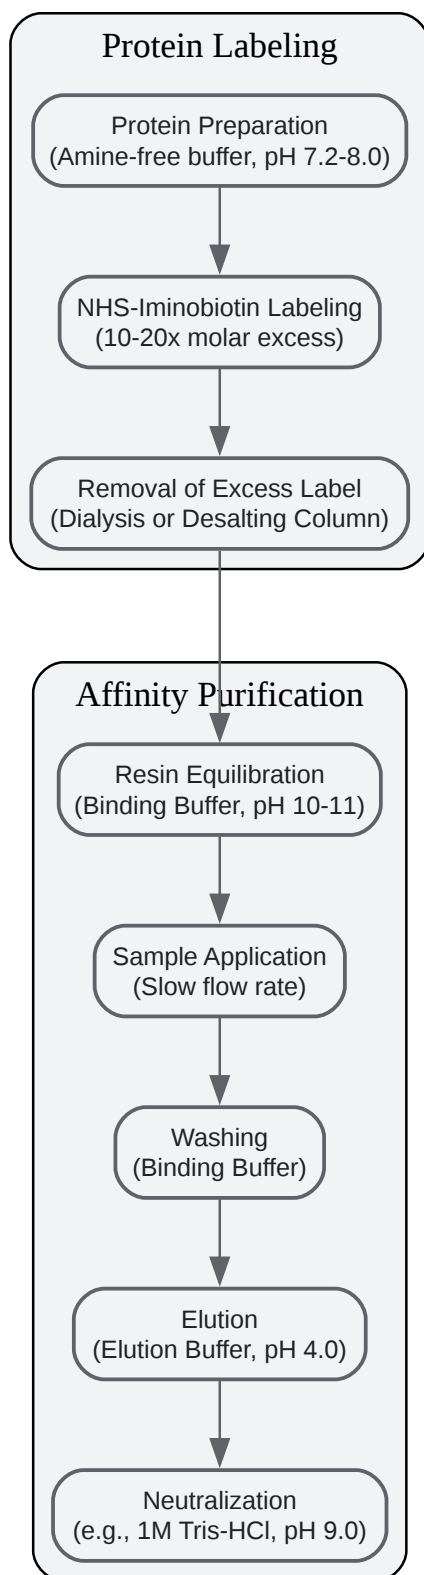 Protein Labeling
Protein Preparation
(Amine-free buffer, pH 7.2-8.0)
NHS-Iminobiotin Labeling
(10-20x molar excess)
Removal of Excess Label
(Dialysis or Desalting Column)
Affinity Purification
Resin Equilibration
(Binding Buffer, pH 10-11)
Sample Application
(Slow flow rate)
Washing
(Binding Buffer)
Elution
(Elution Buffer, pH 4.0)
Neutralization
(e.g., 1M Tris-HCl, pH 9.0)